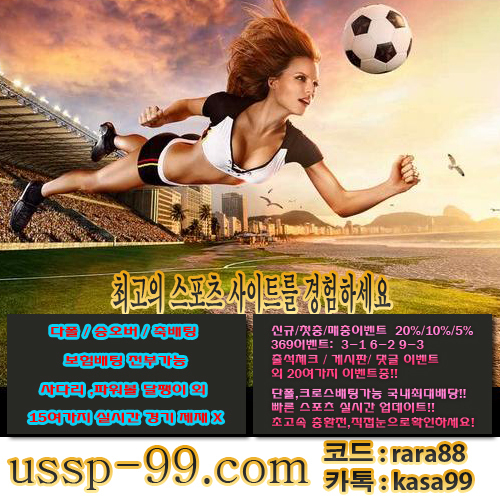 최고의 스포츠 사이트를 경험하세요
다폴 / 승오버 / 축배팅
보험배팅 전부가능
사다리 ,파워볼 달팽이 외
15여가지 실시간 경기 제제 X
신규/첫충/매충이벤트 20%/10%/5%
369이벤트: 3-1 6-2 9-3
출석체크 / 게시판/ 댓글 이벤트
외 20여가지 이벤트중!!
단폴,크로스배팅가능 국내최대배당!!
빠른 스포츠 실시간 업데이트!!
초고속 충환전,직접눈으로확인하세요!
ussp-99.com
코드 : rara88
카톡 : kasa99